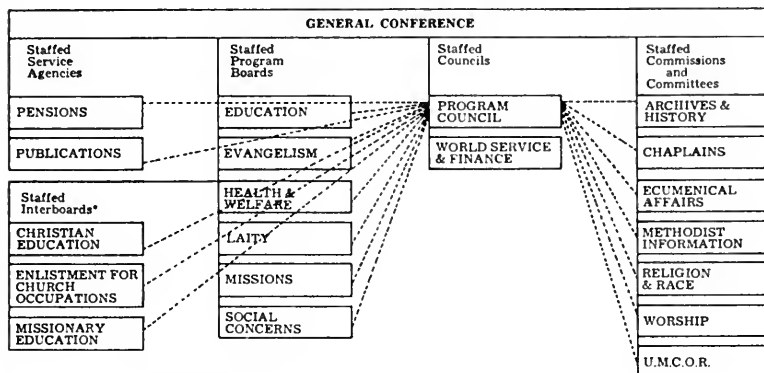 GENERAL CONFERENCE
Staffed
Service
Agencies
PENSIONS
PUBLICATIONS
Staffed
Interboards*
CHRISTIAN
EDUCATION
ENLISTMENT FOR
CHURCH
OCCUPATIONS
MISSIONARY
EDUCATION
Staffed
Program
Boards
EDUCATION
EVANGELISM
HEALTH &
WELFARE
LAITY
MISSIONS
SOCIAL
CONCERNS
Staffed
Councils
PROGRAM
COUNCIL
WORLD SERVICE
& FINANCE
Staffed
Commissions
and
Committees
ARCHIVES &
HISTORY
CHAPLAINS
ECUMENICAL
AFFAIRS
METHODIST
INFORMATION
RELIGION
& RACE
WORSHIP
U.M.C.O.R.